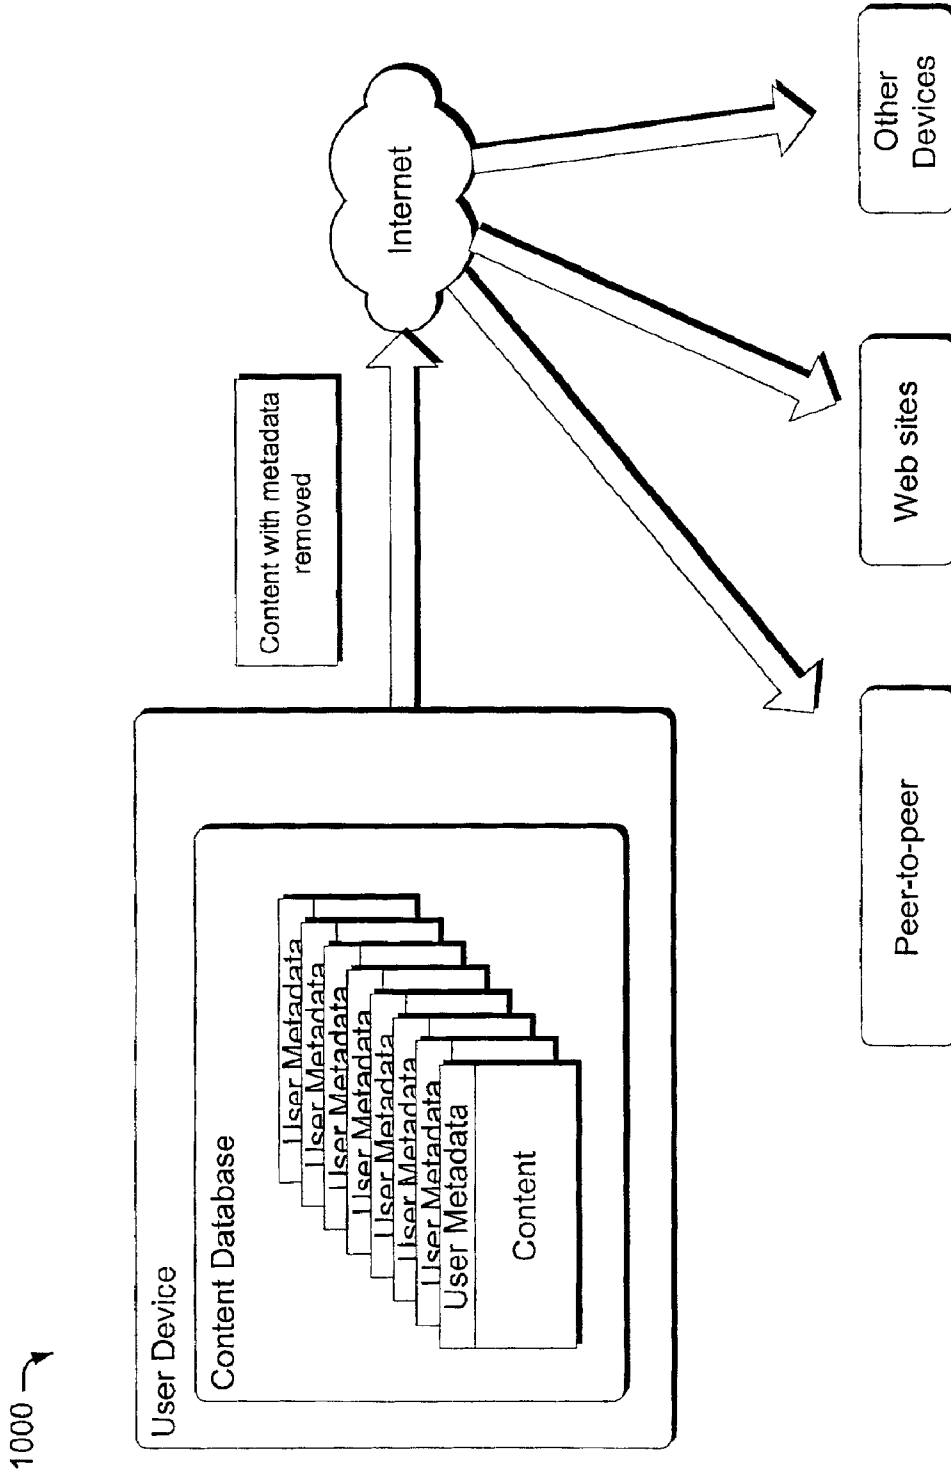 1000
User Device
Content Database
User Metadata
User Metadata
User Metadata
User Metadata
User Metadata
User Metadata
User Metadata
User Metadata
Content
Content with metadata
removed
Internet
Peer-to-peer
Web sites
Other
Devices